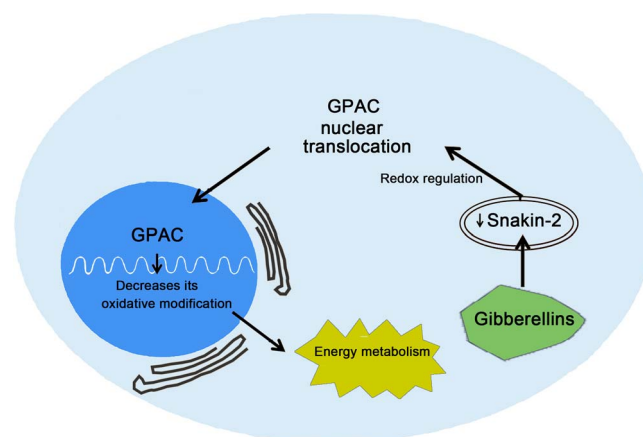 GPAC
nuclear
translocation
Redox regulation
↓ Snakin-2
GPAC
Decreases its
oxidative modification
Energy metabolism
Gibberellins